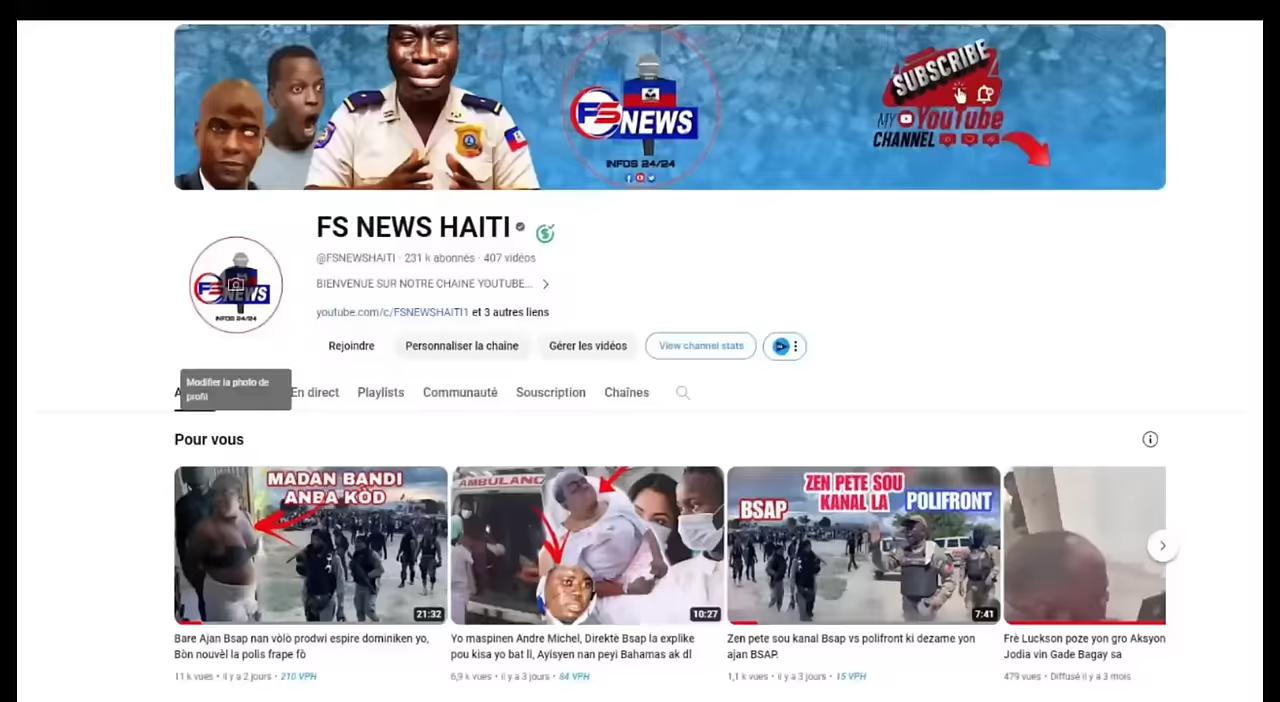 SUBSCRIBE
MY YouTube
CHANNEL
FS NEWS
INFOS 24/24
FS NEWS HAITI
@FSNEWSHAITI · 231 k abonnés · 407 vidéos
BIENVENUE SUR NOTRE CHAINE YOUTUBE...
FS NEWS
INFOS 24/24
youtube.com/c/FSNEWSHAITI1 et 3 autres liens
Rejoindre Personnaliser la chaîne Gérer les vidéos View channel stats
Modifier la photo de
profil
En direct Playlists Communauté Souscription Chaînes
Pour vous
MADAN BANDI
ANBA KÒD
21:32
AMBULANC
10:27
ZEN PETE SOU
KANAL LA
BSAP POLIFRONT
7:41
Bare Ajan Bsap nan vòlò prodwi espire dominiken yo,
Bòn nouvèl la polis frape fò
11 k vues • il y a 2 jours • 210 VPH
Yo maspinen Andre Michel, Direktè Bsap la explike
pou kisa yo bat li, Ayisyen nan peyi Bahamas ak dl
6,9 k vues • il y a 3 jours • 84 VPH
Zen pete sou kanal Bsap vs polifront ki dezame yon
ajan BSAP.
1,1 k vues • il y a 3 jours • 15 VPH
Frè Luckson poze yon gro Aksyon
Jodia vin Gade Bagay sa
479 vues • Diffusé il y a 3 mois